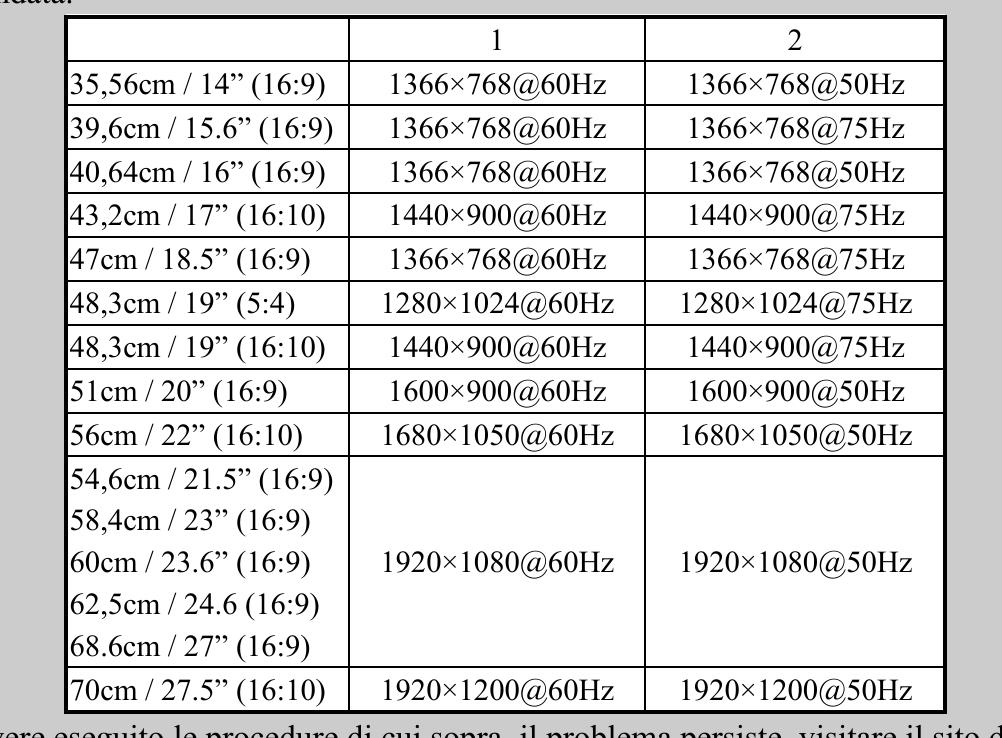 1 2
35,56cm / 14” (16:9) 1366×768@60Hz 1366×768@50Hz
39,6cm / 15.6” (16:9) 1366×768@60Hz 1366×768@75Hz
40,64cm / 16” (16:9) 1366×768@60Hz 1366×768@50Hz
43,2cm / 17” (16:10) 1440×900@60Hz 1440×900@75Hz
47cm / 18.5” (16:9) 1366×768@60Hz 1366×768@75Hz
48,3cm / 19” (5:4) 1280×1024@60Hz 1280×1024@75Hz
48,3cm / 19” (16:10) 1440×900@60Hz 1440×900@75Hz
51cm / 20” (16:9) 1600×900@60Hz 1600×900@50Hz
56cm / 22” (16:10) 1680×1050@60Hz 1680×1050@50Hz
54,6cm / 21.5” (16:9)
58,4cm / 23” (16:9)
60cm / 23.6” (16:9) 1920×1080@60Hz 1920×1080@50Hz
62,5cm / 24.6 (16:9)
68.6cm / 27” (16:9)
70cm / 27.5” (16:10) 1920×1200@60Hz 1920×1200@50Hz
eseguito le procedure di cui sopra, il problema persiste, visitare il sito